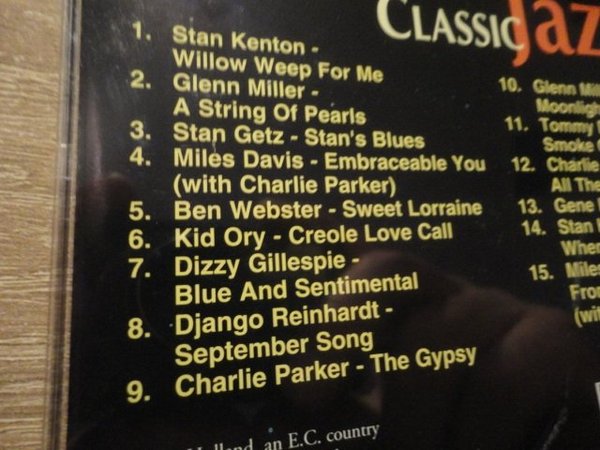 CLASSIC Jaz
1. Stan Kenton -
Willow Weep For Me
2. Glenn Miller -
A String Of Pearls
3. Stan Getz - Stan's Blues
4. Miles Davis - Embraceable You
(with Charlie Parker)
5. Ben Webster - Sweet Lorraine
6. Kid Ory - Creole Love Call
7. Dizzy Gillespie -
Blue And Sentimental
8. Django Reinhardt -
September Song
9. Charlie Parker - The Gypsy
10. Glenn
11. Tommy
Smoke
12. Charlie
All The
13. Gene
14. Stan
15. Miles
an E.C. country